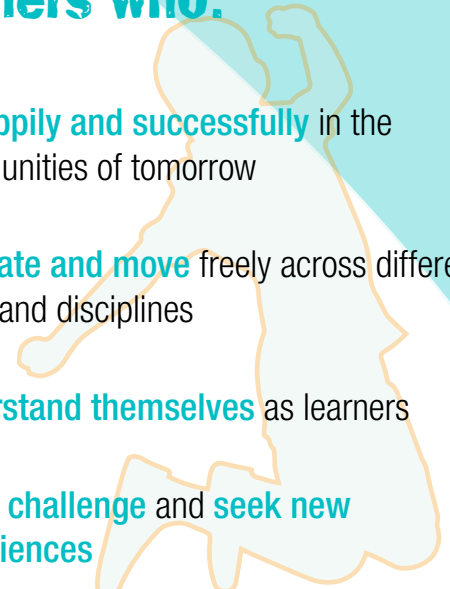 ners who:
ppily and successfully in the
unities of tomorrow
ate and move freely across differe
and disciplines
rstand themselves as learners
challenge and seek new
iences